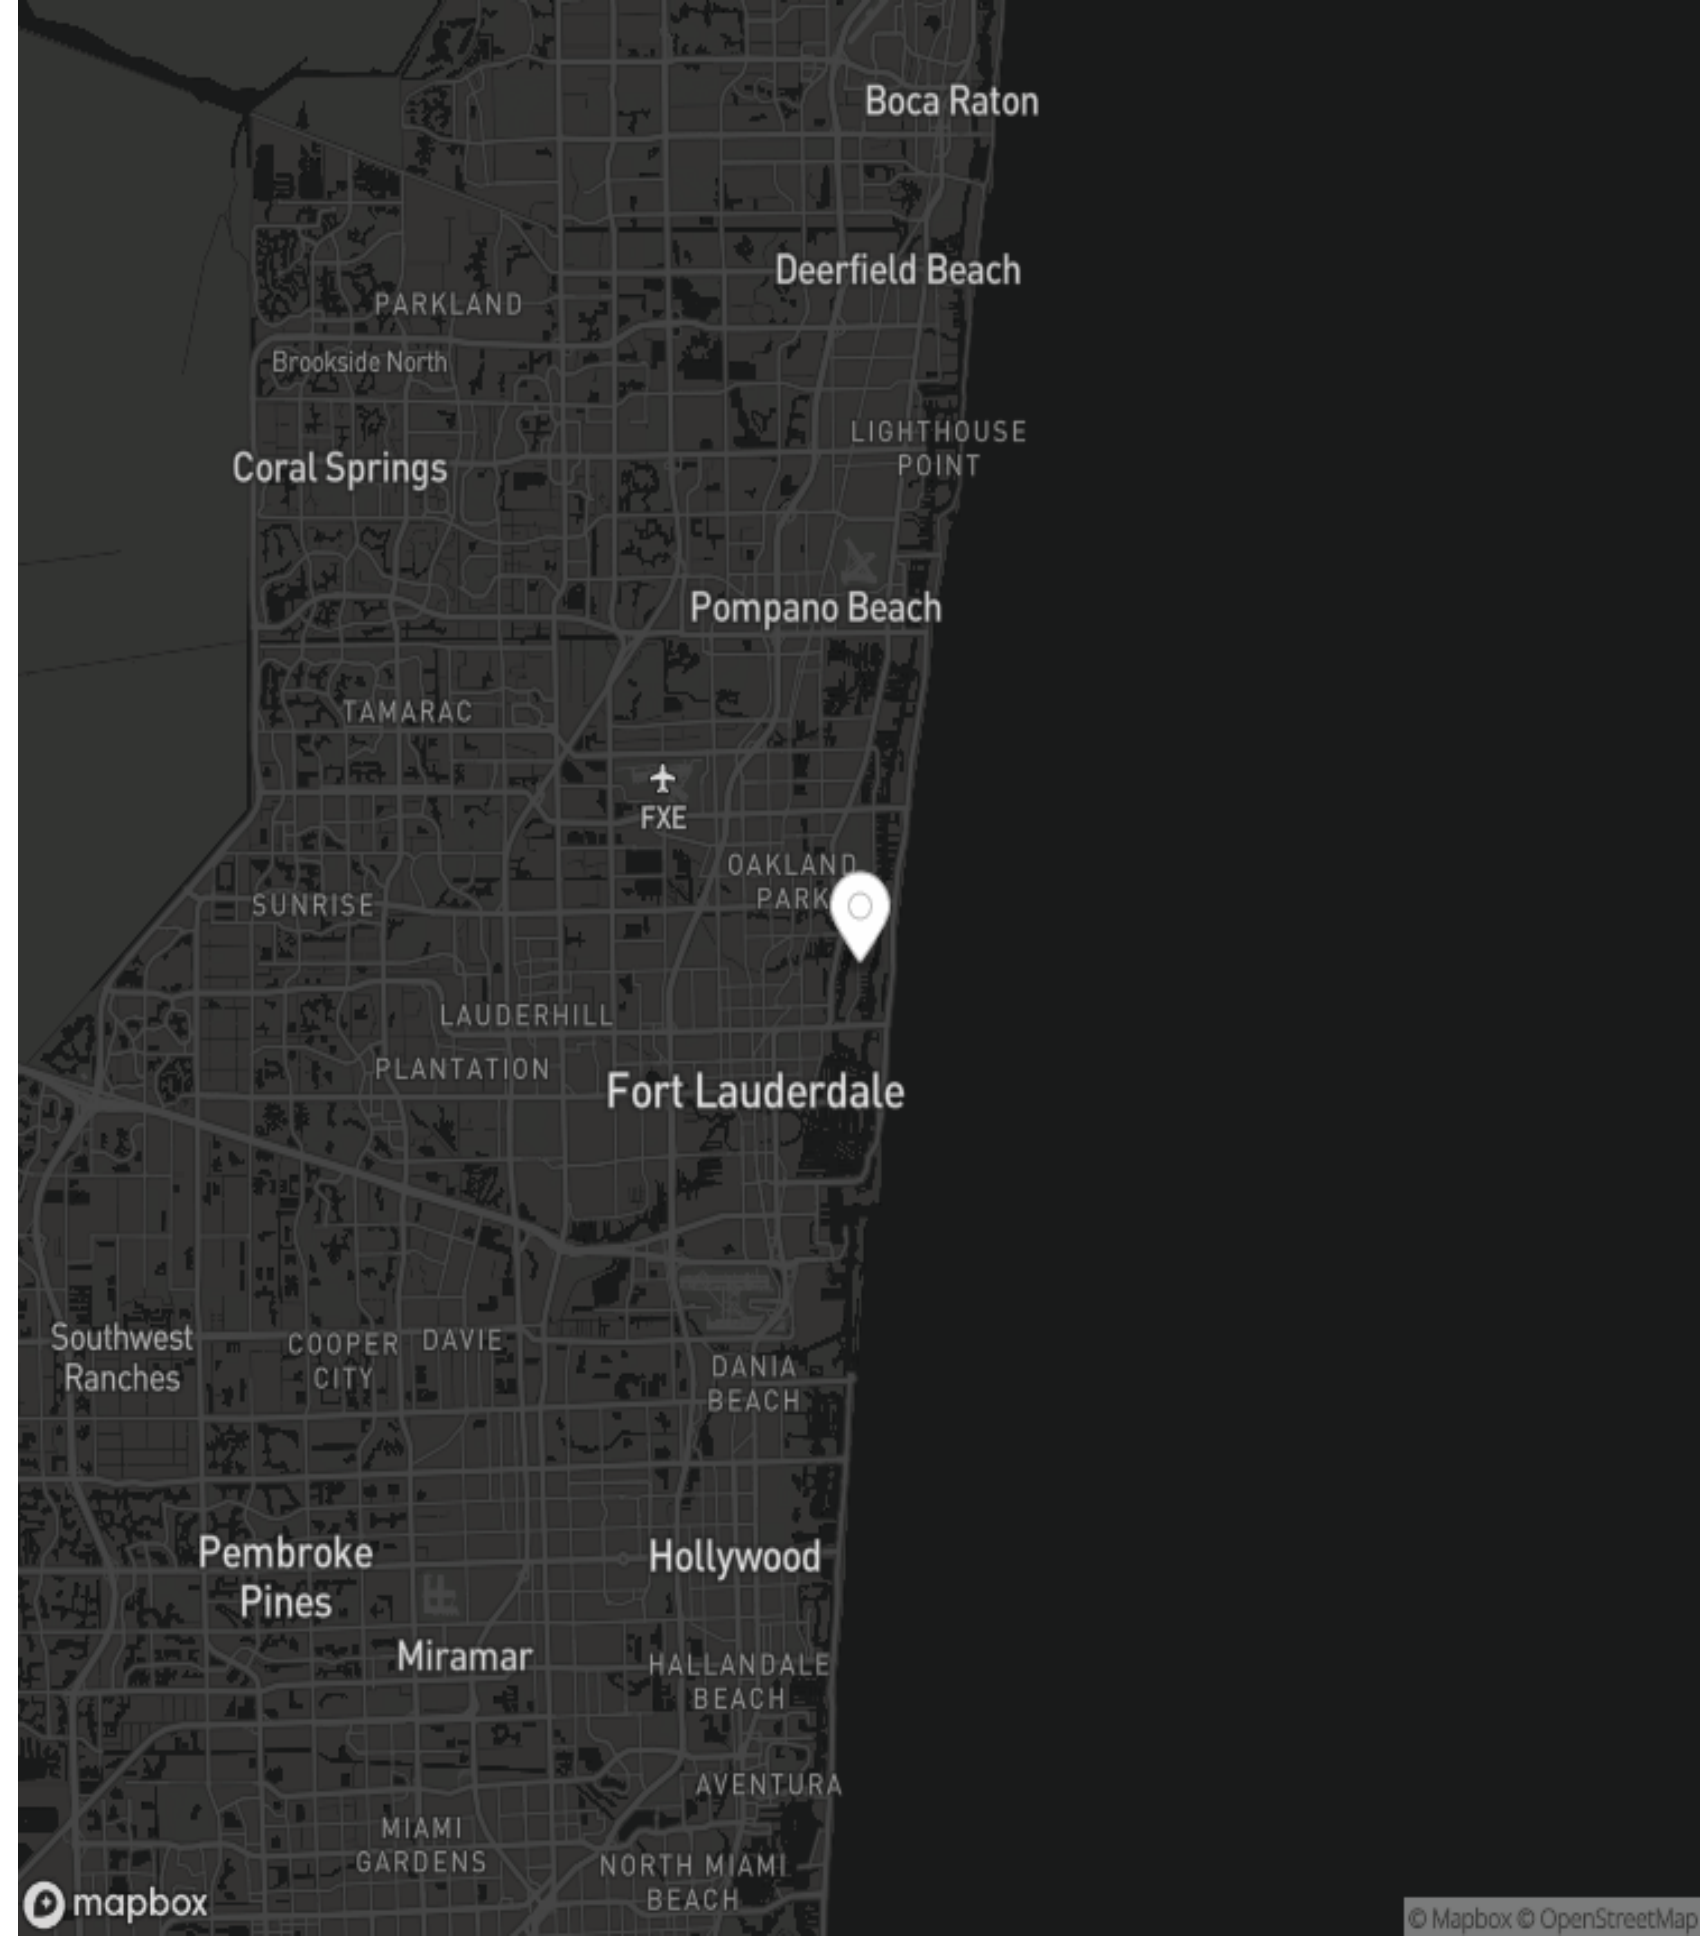 Boca Raton
Deerfield Beach
PARKLAND
Brookside North
LIGHTHOUSE
POINT
Coral Springs
Pompano Beach
TAMARAC
FXE
OAKLAND
PARK
SUNRISE
LAUDERHILL
PLANTATION
Fort Lauderdale
Southwest
Ranches
COOPER
CITY
DAVIE
DANIA
BEACH
Pembroke
Pines
Hollywood
Miramar
HALLANDALE
BEACH
AVENTURA
MIAMI
GARDENS
NORTH MIAMI
BEACH
mapbox
© Mapbox © OpenStreetMap